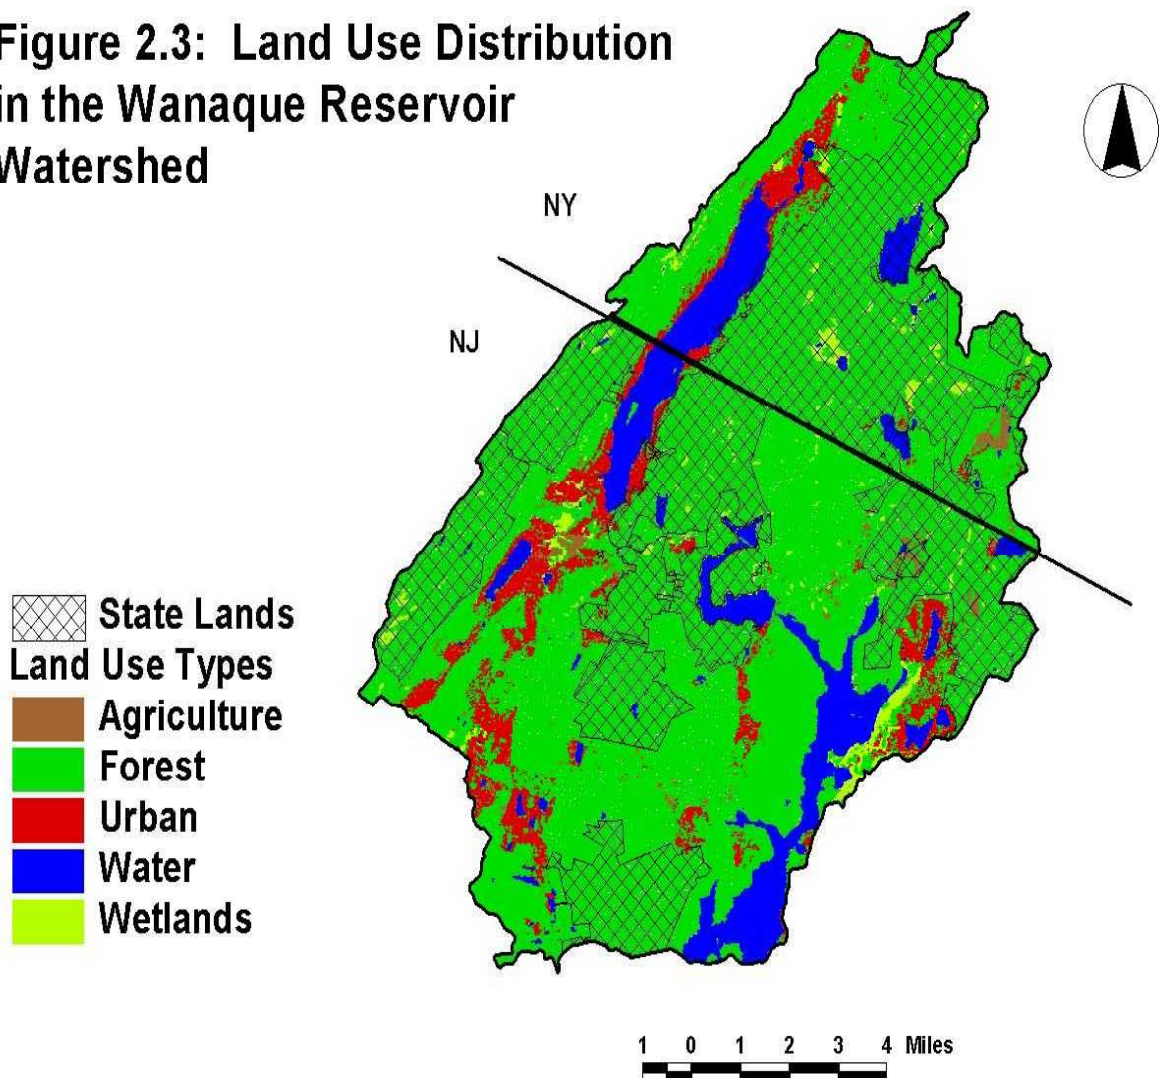 Figure 2.3: Land Use Distribution
in the Wanaque Reservoir
Watershed
NY
NJ
State Lands
Land Use Types
Agriculture
Forest
Urban
Water
Wetlands
1 0 1 2 3 4 Miles